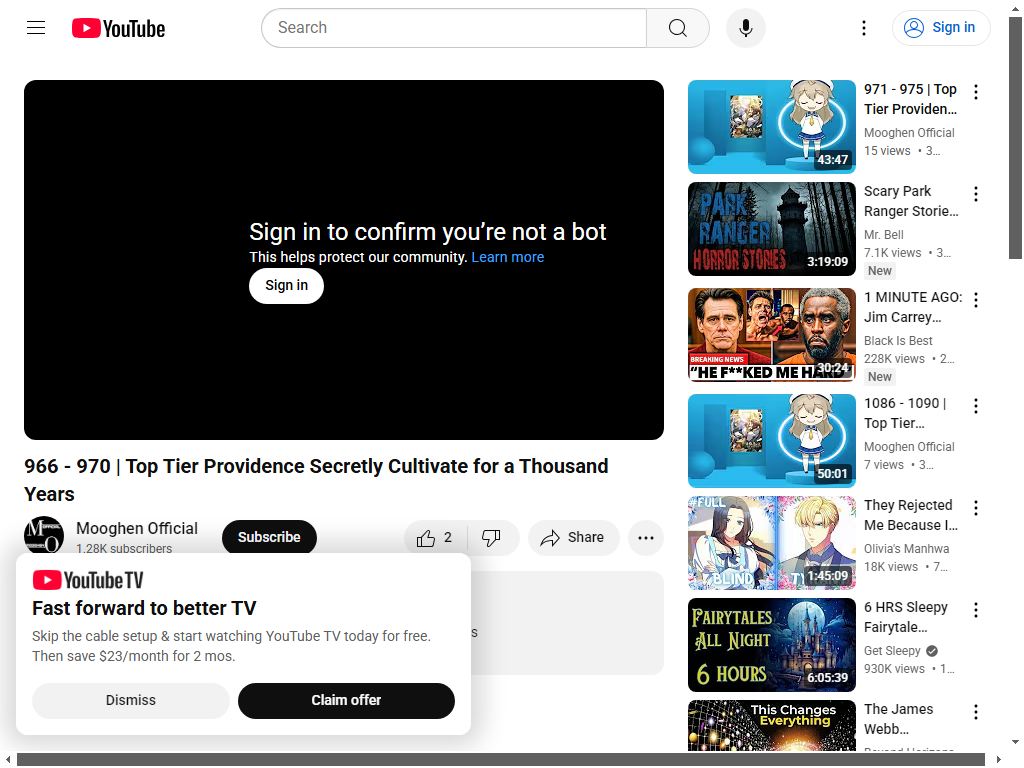 YouTube
Search
Sign in
Sign in to confirm you're not a bot
This helps protect our community. Learn more
Sign in
966 - 970 | Top Tier Providence Secretly Cultivate for a Thousand
Years
Mooghen Official
1.28K subscribers
Subscribe
2
Share
...
s
YouTube TV
Fast forward to better TV
Skip the cable setup & start watching YouTube TV today for free.
Then save $23/month for 2 mos.
Dismiss
Claim offer
43:47
971 - 975 | Top
Tier Providen...
Mooghen Official
15 views • 3...
PARK
RANGER
HORROR STORIES
3:19:09
Scary Park
Ranger Storie...
Mr. Bell
7.1K views • 3...
New
BREAKING NEWS
"HE F**KED ME HARD
30:24
1 MINUTE AGO:
Jim Carrey...
Black Is Best
228K views • 2...
New
50:01
1086 - 1090 |
Top Tier...
Mooghen Official
7 views • 3...
#FULL
BLIND
1:45:09
They Rejected
Me Because I...
Olivia's Manhwa
18K views • 7...
FAIRYTALES
ALL NIGHT
6 HOURS
6:05:39
6 HRS Sleepy
Fairytale...
Get Sleepy
930K views • 1...
This Changes
Everything
The James
Webb...